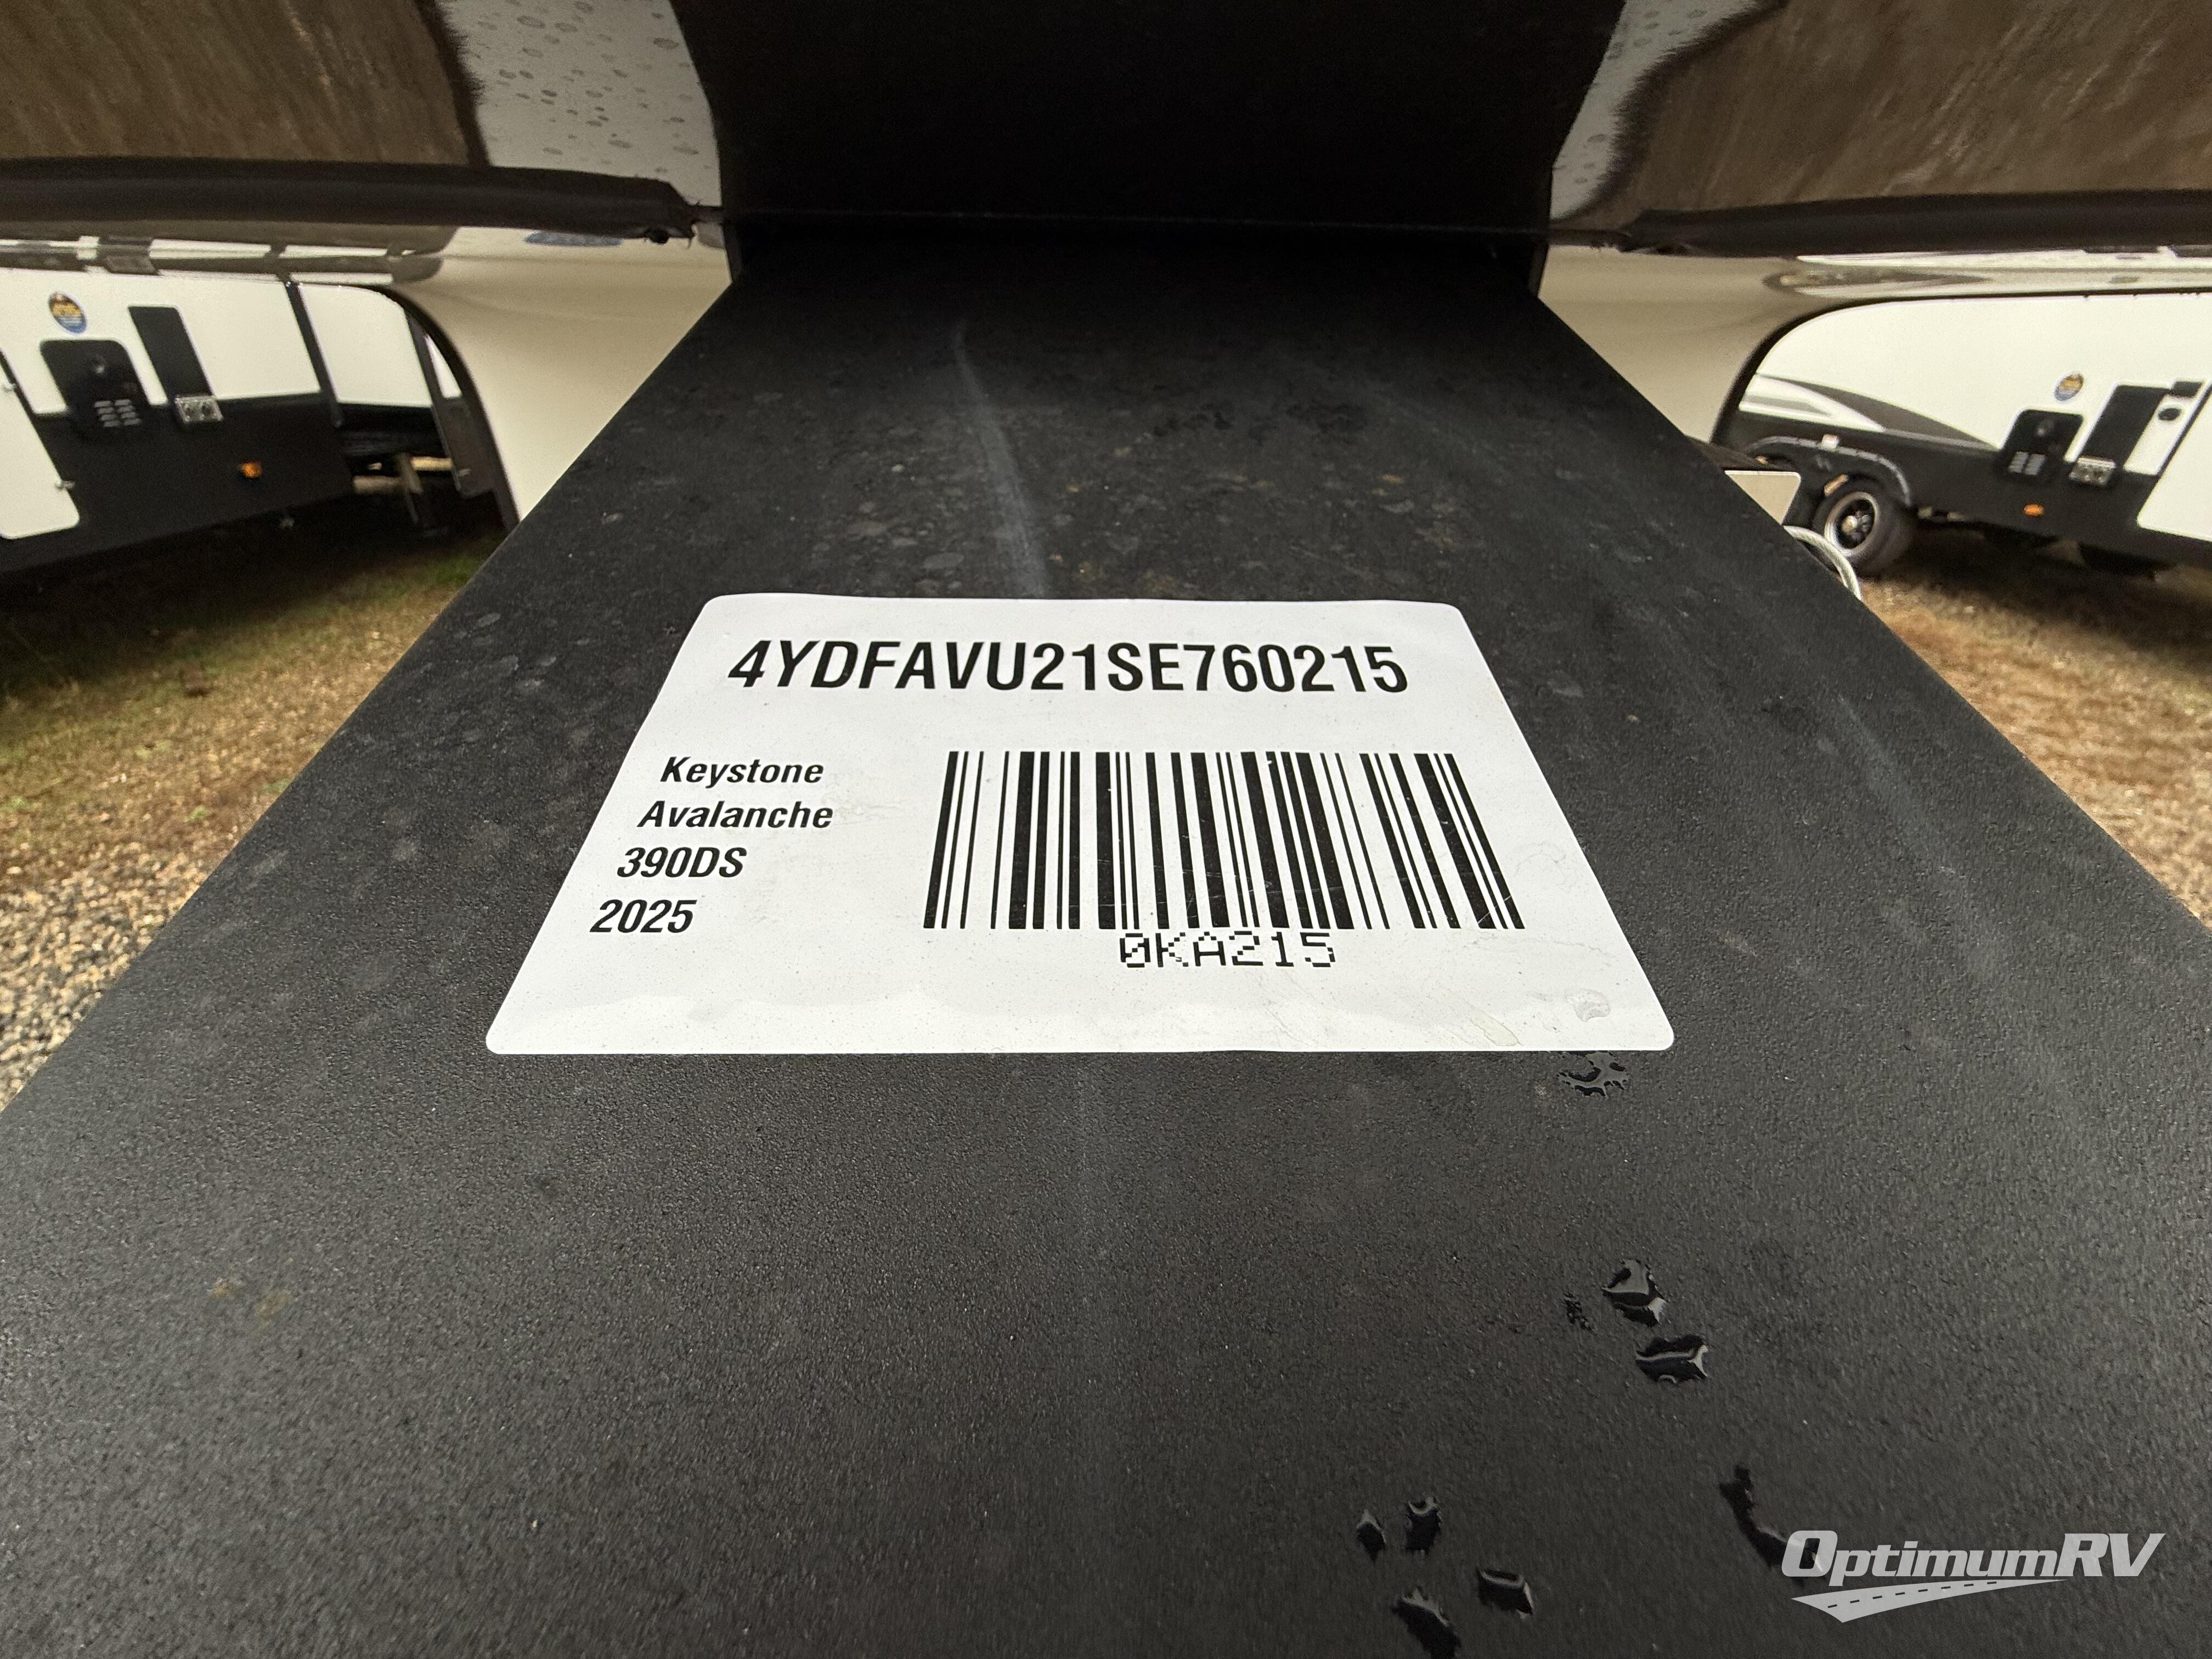 4YDFAVU21SE760215
Keystone
Avalanche
390DS
2025
0KA215
OptimumRV